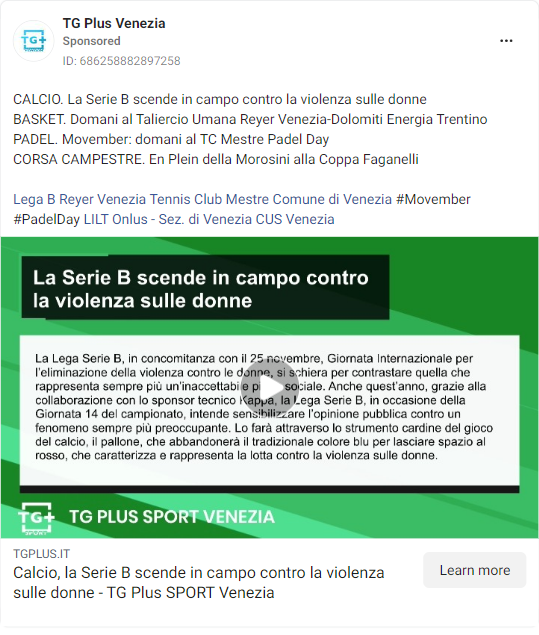 TG Plus Venezia
Sponsored
ID: 686258882897258
CALCIO. La Serie B scende in campo contro la violenza sulle donne
BASKET. Domani al Taliercio Umana Reyer Venezia-Dolomiti Energia Trentino
PADEL. Movember: domani al TC Mestre Padel Day
CORSA CAMPESTRE. En Plein della Morosini alla Coppa Faganelli
Lega B Reyer Venezia Tennis Club Mestre Comune di Venezia #Movember
#PadelDay LILT Onlus - Sez. di Venezia CUS Venezia
La Serie B scende in campo contro
la violenza sulle donne
La Lega Serie B, in concomitanza con il 25 novembre, Giornata Internazionale per
l'eliminazione della violenza contro le donne, si schiera per contrastare quella che
rappresenta sempre più un'inaccettabile sociale. Anche quest'anno, grazie alla
collaborazione con lo sponsor tecnico Kappa, la Lega Serie B, in occasione della
Giornata 14 del campionato, intende sensibilizzare l'opinione pubblica contro un
fenomeno sempre più preoccupante. Lo farà attraverso lo strumento cardine del gioco
del calcio, il pallone, che abbandonerà il tradizionale colore blu per lasciare spazio al
rosso, che caratterizza e rappresenta la lotta contro la violenza sulle donne.
TG+
SPORT
TG PLUS SPORT VENEZIA
TGPLUS.IT
Calcio, la Serie B scende in campo contro la violenza
sulle donne - TG Plus SPORT Venezia
Learn more